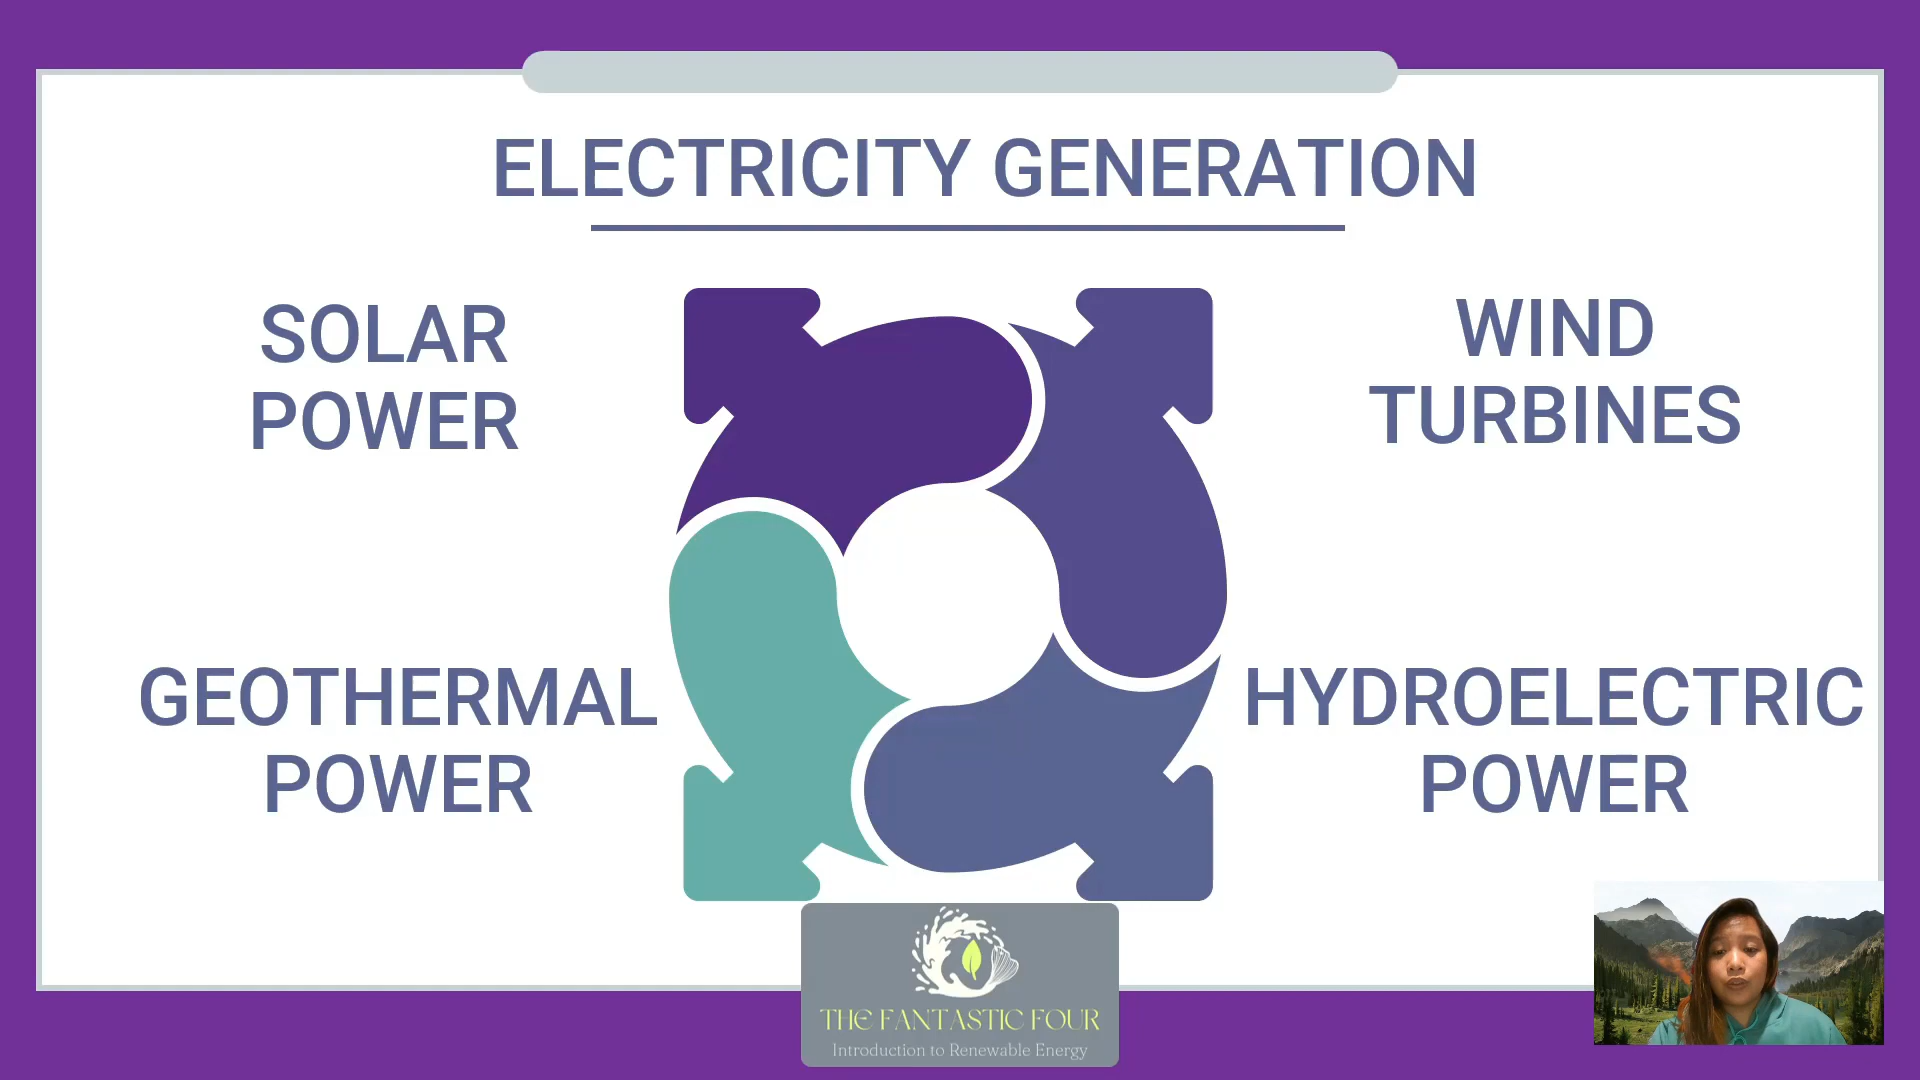 ELECTRICITY GENERATION
SOLAR
POWER
WIND
TURBINES
GEOTHERMAL
POWER
HYDROELECTRIC
POWER
THE FANTASTIC FOUR
Introduction to Renewable Energy